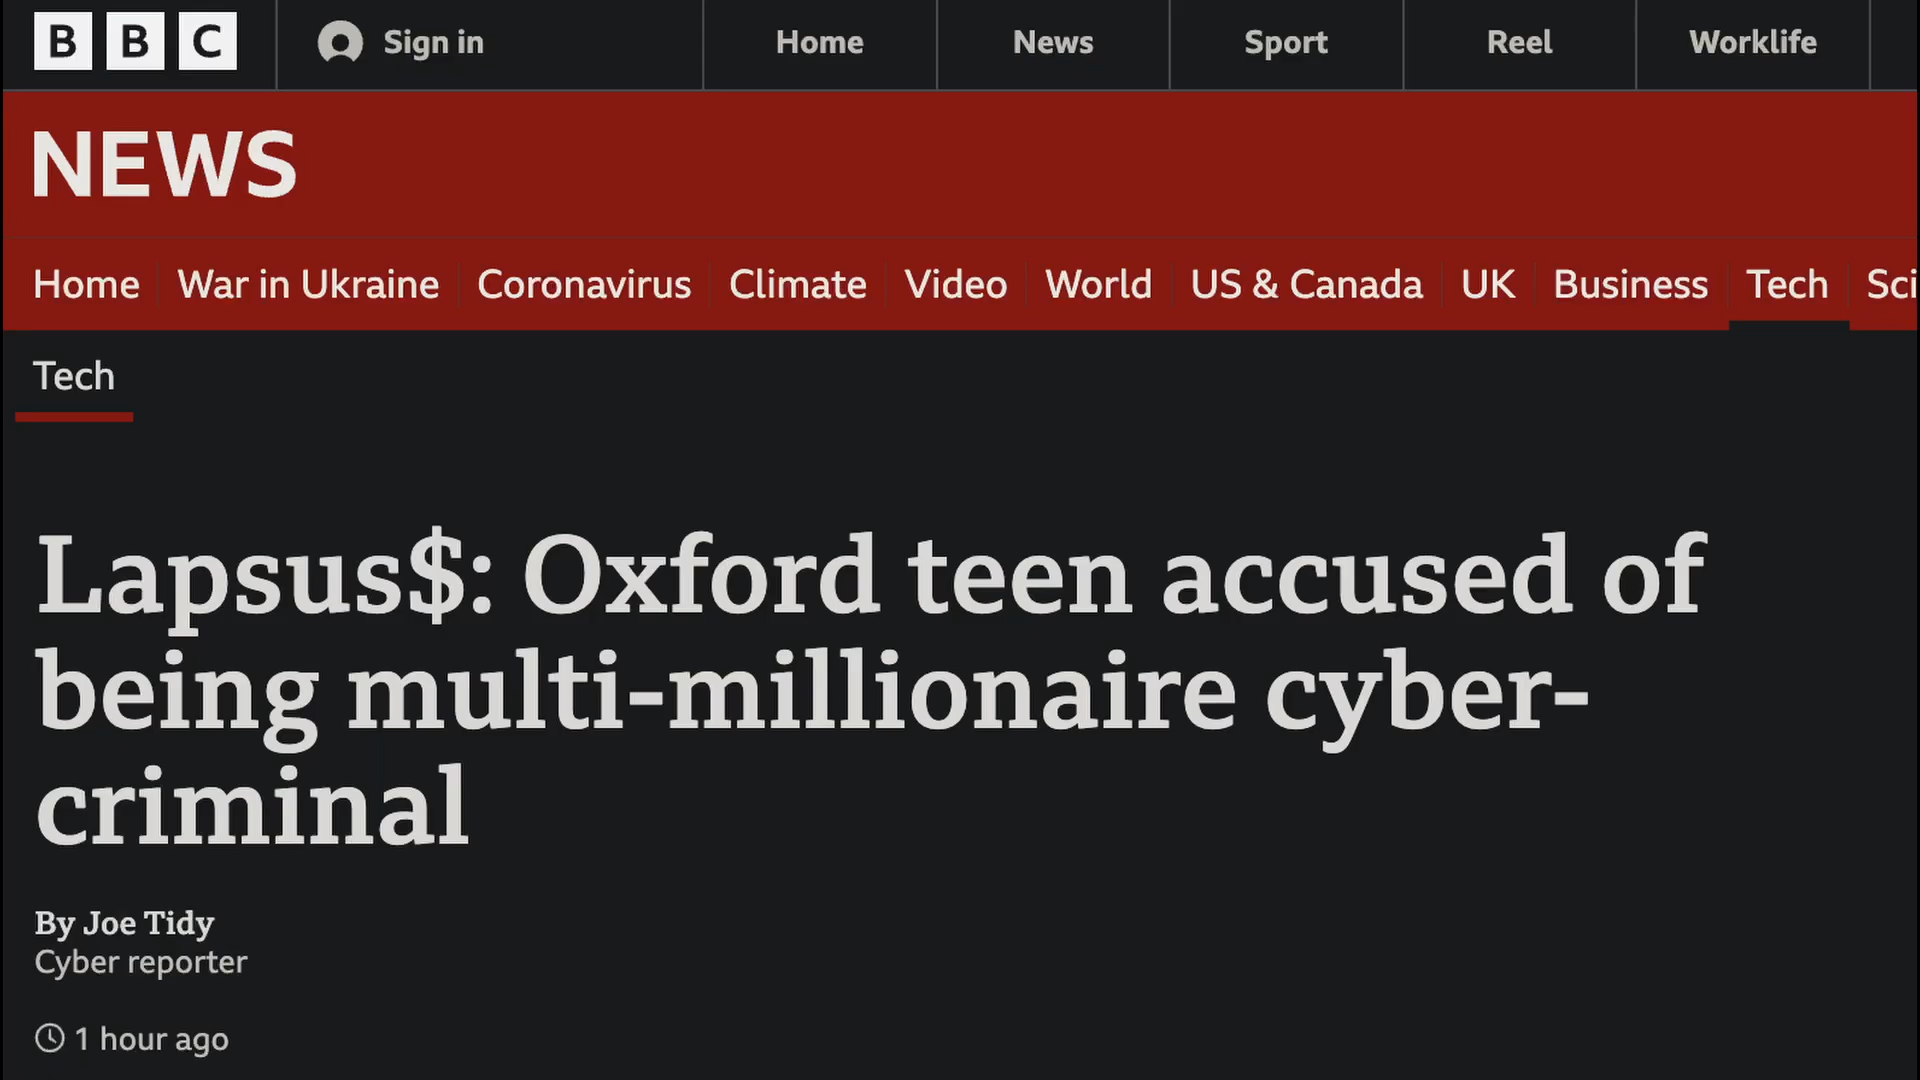 BBC Sign in Home News Sport Reel Worklife
NEWS
Home War in Ukraine Coronavirus Climate Video World US & Canada UK Business Tech Sci
Tech
Lapsus$: Oxford teen accused of
being multi-millionaire cyber-
criminal
By Joe Tidy
Cyber reporter
1 hour ago